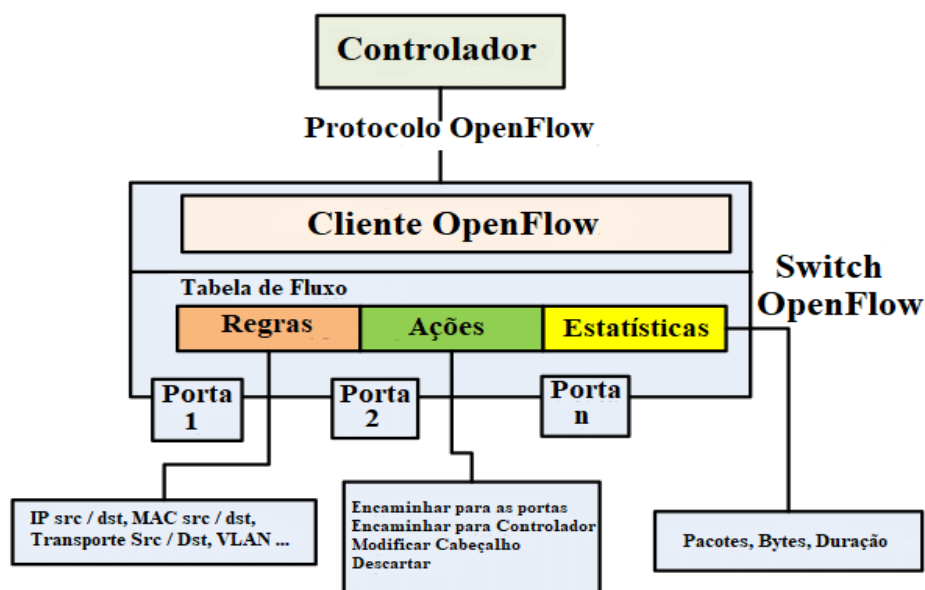 Controlador
Protocolo OpenFlow
Cliente OpenFlow
Switch
OpenFlow
Tabela de Fluxo
Regras
Ações
Estatísticas
Porta
1
Porta
2
Porta
n
IP src / dst, MAC src / dst,
Transporte Src / Dst, VLAN ...
Encaminhar para as portas
Encaminhar para Controlador
Modificar Cabeçalho
Descartar
Pacotes, Bytes, Duração